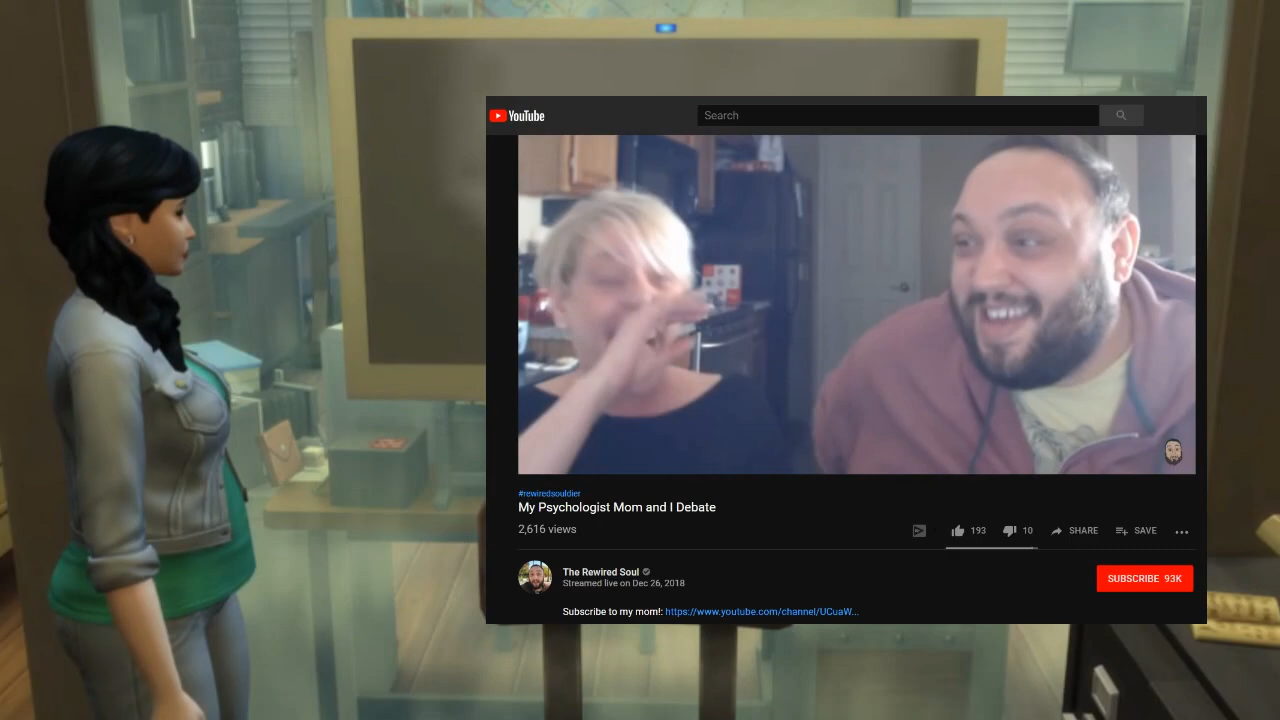 YouTube
Search
#rewiredsouldier
My Psychologist Mom and I Debate
2,616 views
193
10
SHARE
SAVE
The Rewired Soul
Streamed live on Dec 26, 2018
SUBSCRIBE 93K
Subscribe to my mom!: https://www.youtube.com/channel/UCuaW...